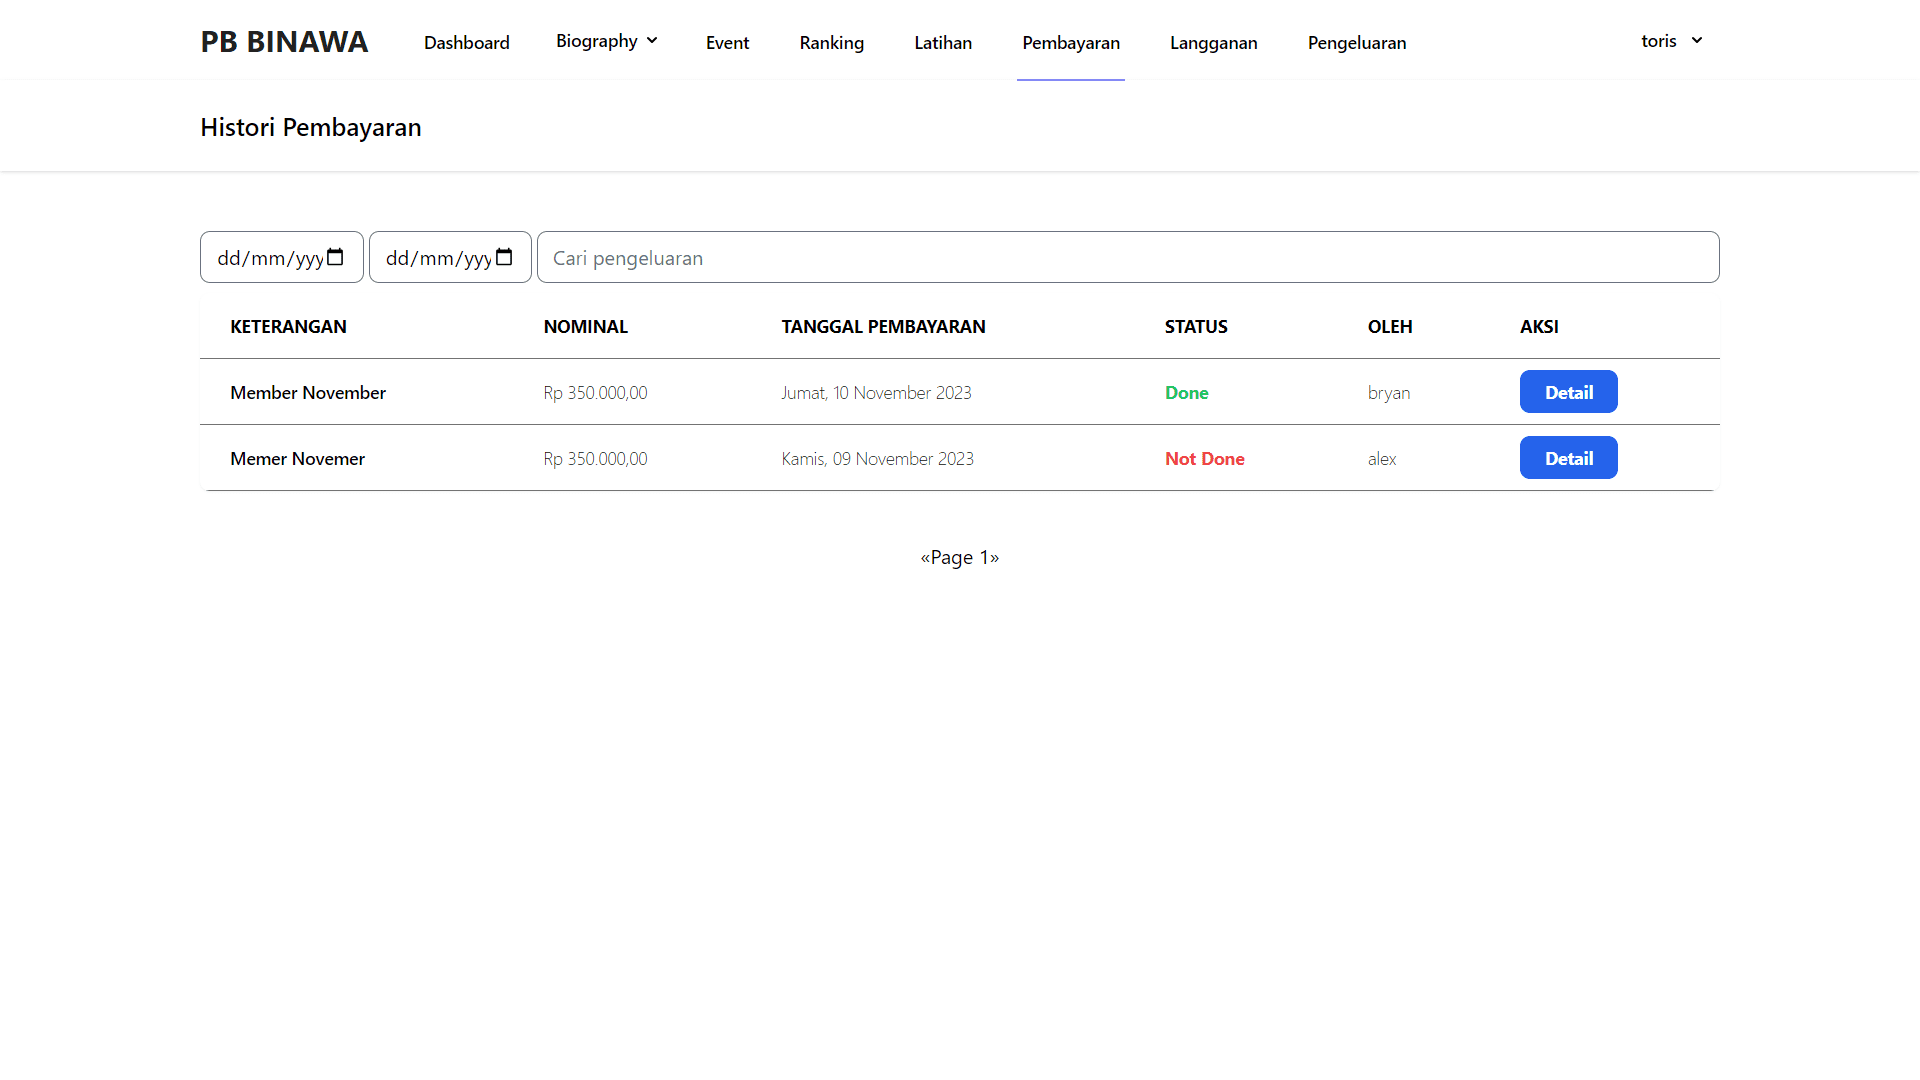 PB BINAWA Dashboard Biography Event Ranking Latihan Pembayaran Langganan Pengeluaran toris
Histori Pembayaran
dd/mm/yyy dd/mm/yyy Cari pengeluaran
KETERANGAN NOMINAL TANGGAL PEMBAYARAN STATUS OLEH AKSI
Member November Rp 350.000,00 Jumat, 10 November 2023 Done bryan Detail
Memer Novemer Rp 350.000,00 Kamis, 09 November 2023 Not Done alex Detail
«Page 1»